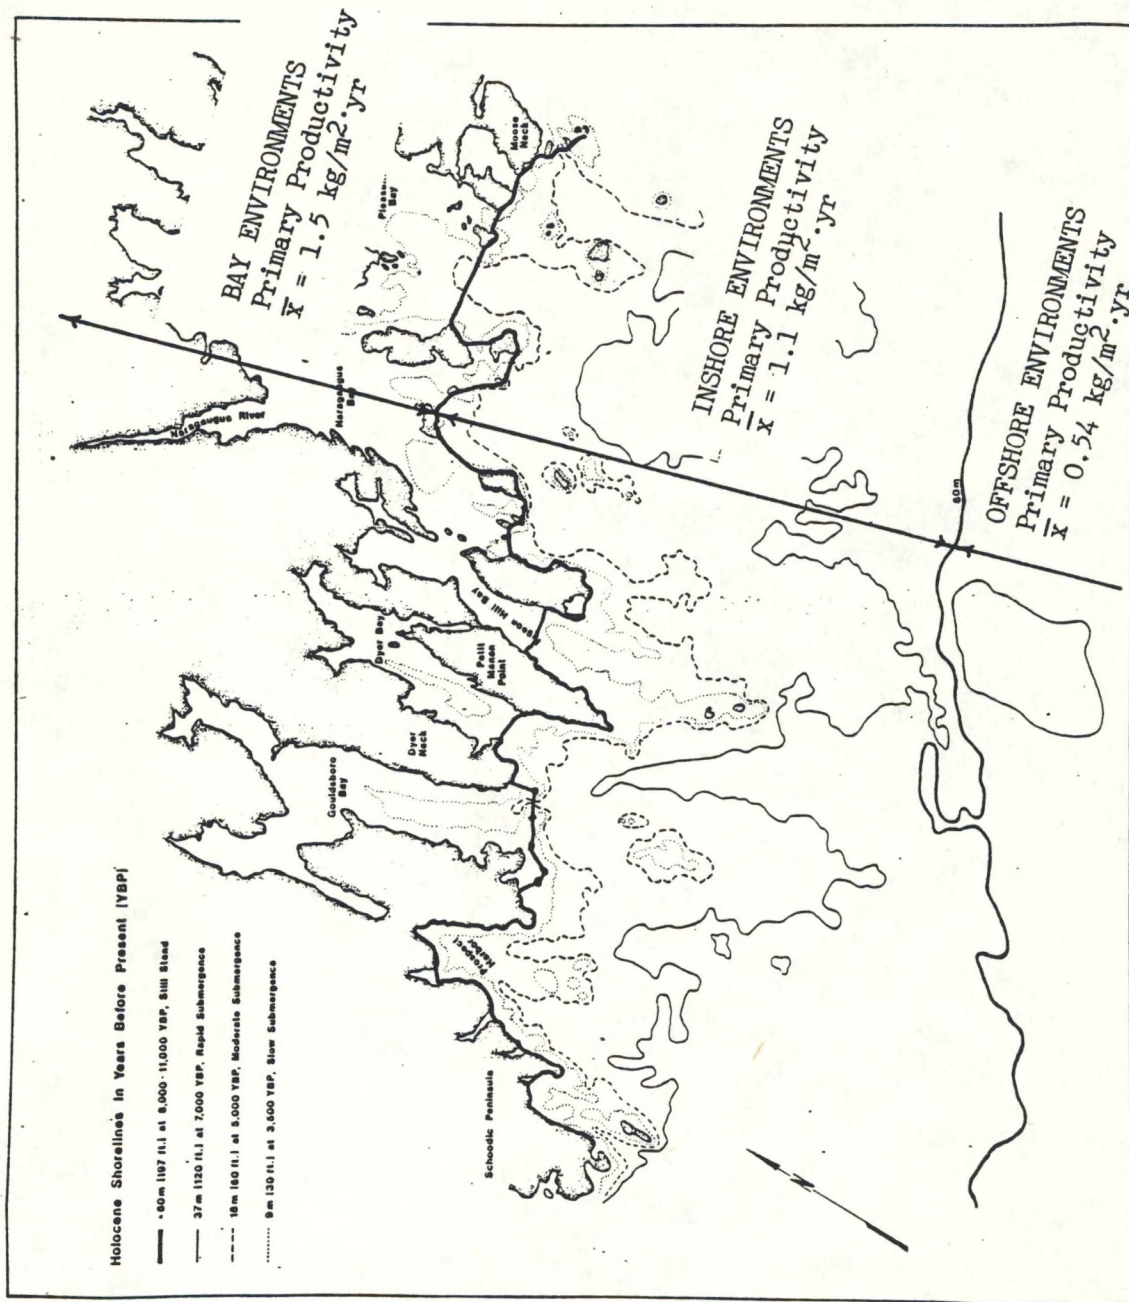 Holocene Shorelines In Years Before Present (YBP)
-60m (197 ft.) at 8,000-11,000 YBP, Still Stand
37m (120 ft.) at 7,000 YBP, Rapid Submergence
18m (60 ft.) at 5,000 YBP, Moderate Submergence
9m (30 ft.) at 3,500 YBP, Slow Submergence
BAY ENVIRONMENTS
Primary Productivity
x̅ = 1.5 kg/m²·yr
INSHORE ENVIRONMENTS
Primary Productivity
x̅ = 1.1 kg/m²·yr
OFFSHORE ENVIRONMENTS
Primary Productivity
x̅ = 0.54 kg/m²·yr
Schoodic Peninsula
Prospect
Harbor
Gouldsboro
Bay
Dyer
Neck
Dyer Bay
Petit
Manan
Point
Mill Bay
Bay
Moose
Neck
Bay
60m
N